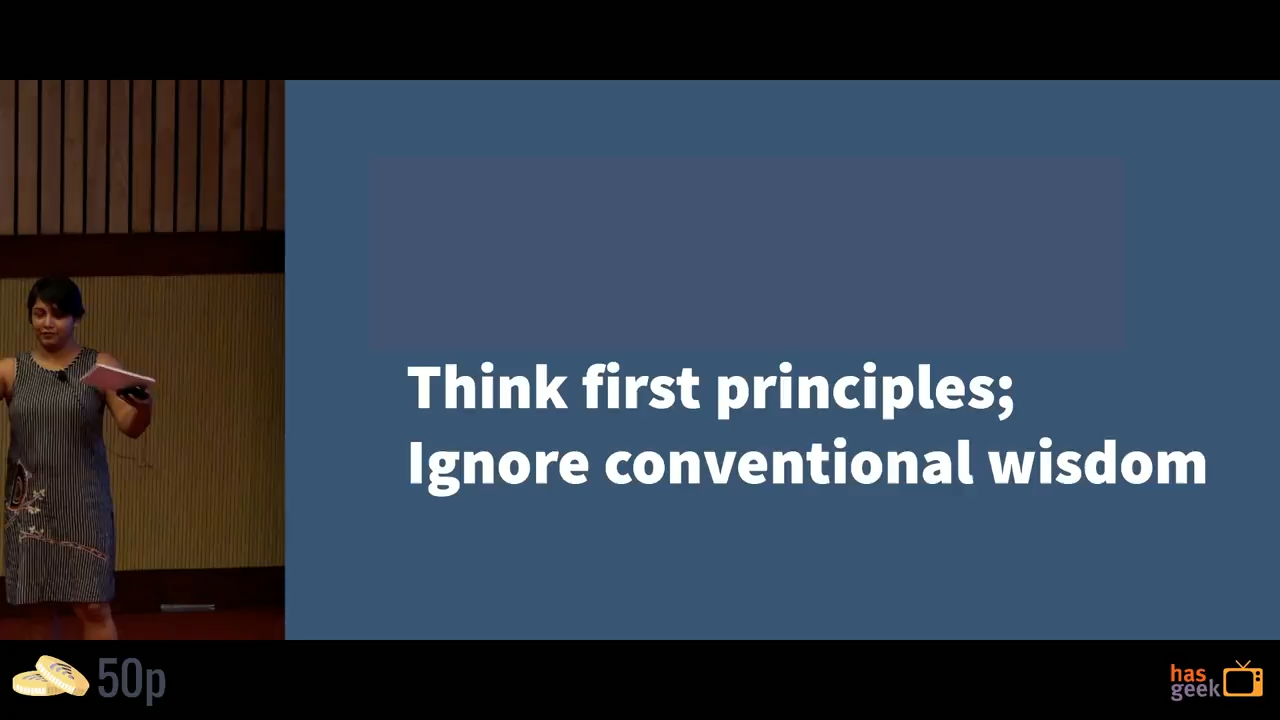 Think first principles;
Ignore conventional wisdom
50p
has
geek